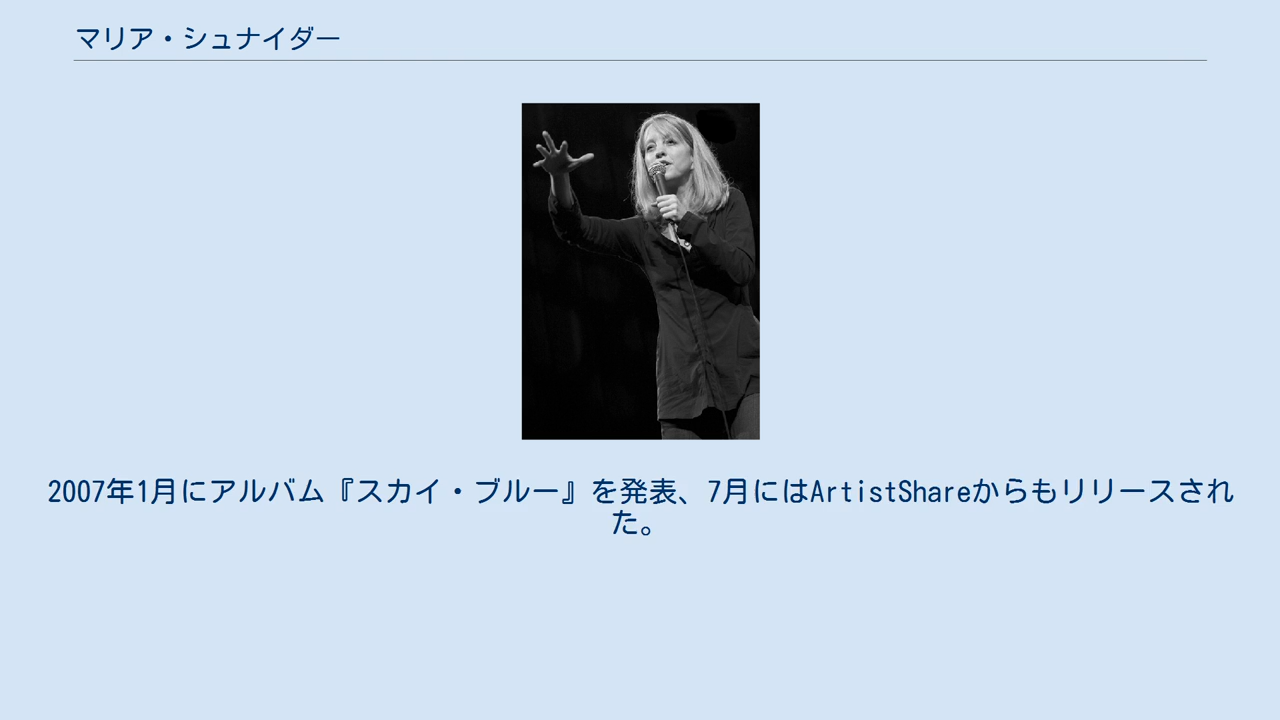 マリア・シュナイダー
2007年1月にアルバム『スカイ・ブルー』を発表、7月にはArtistShareからもリリースされ
た。